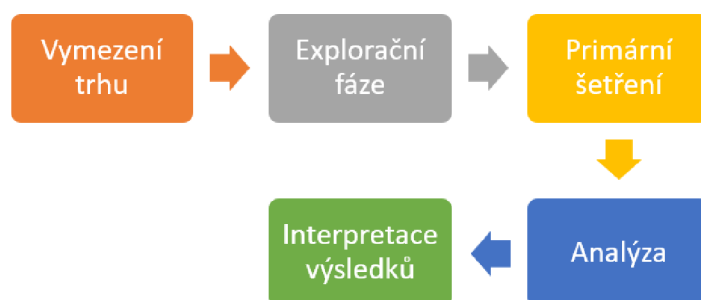 Vymezení
trhu
Explorační
fáze
Primární
šetření
Analýza
Interpretace
výsledků